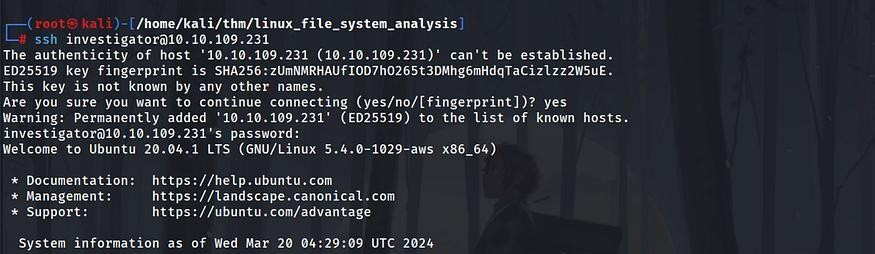 ┌──(root㉿kali)-[/home/kali/thm/linux_file_system_analysis]
└─# ssh investigator@10.10.109.231
The authenticity of host '10.10.109.231 (10.10.109.231)' can't be established.
ED25519 key fingerprint is SHA256:zUmNMRHAUfIOD7hO265t3DMhg6mHdqTaCizlzz2W5uE.
This key is not known by any other names.
Are you sure you want to continue connecting (yes/no/[fingerprint])? yes
Warning: Permanently added '10.10.109.231' (ED25519) to the list of known hosts.
investigator@10.10.109.231's password:
Welcome to Ubuntu 20.04.1 LTS (GNU/Linux 5.4.0-1029-aws x86_64)
* Documentation: https://help.ubuntu.com
* Management: https://landscape.canonical.com
* Support: https://ubuntu.com/advantage
System information as of Wed Mar 20 04:29:09 UTC 2024